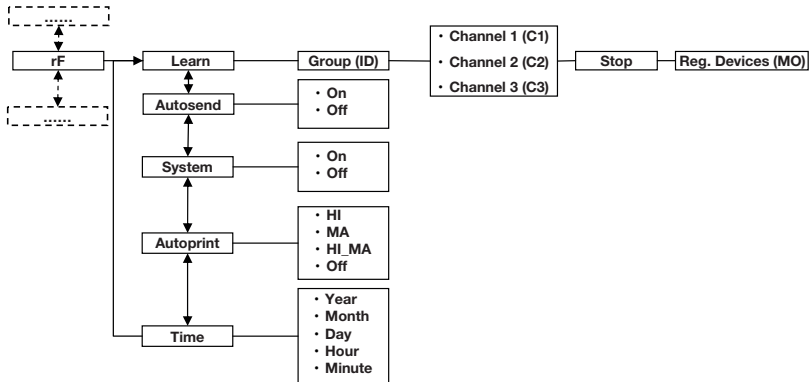 ......
rF
......
Learn
Group (ID)
• Channel 1 (C1)
• Channel 2 (C2)
• Channel 3 (C3)
Stop
Reg. Devices (MO)
Autosend
• On
• Off
System
• On
• Off
Autoprint
• HI
• MA
• HI_MA
• Off
Time
• Year
• Month
• Day
• Hour
• Minute